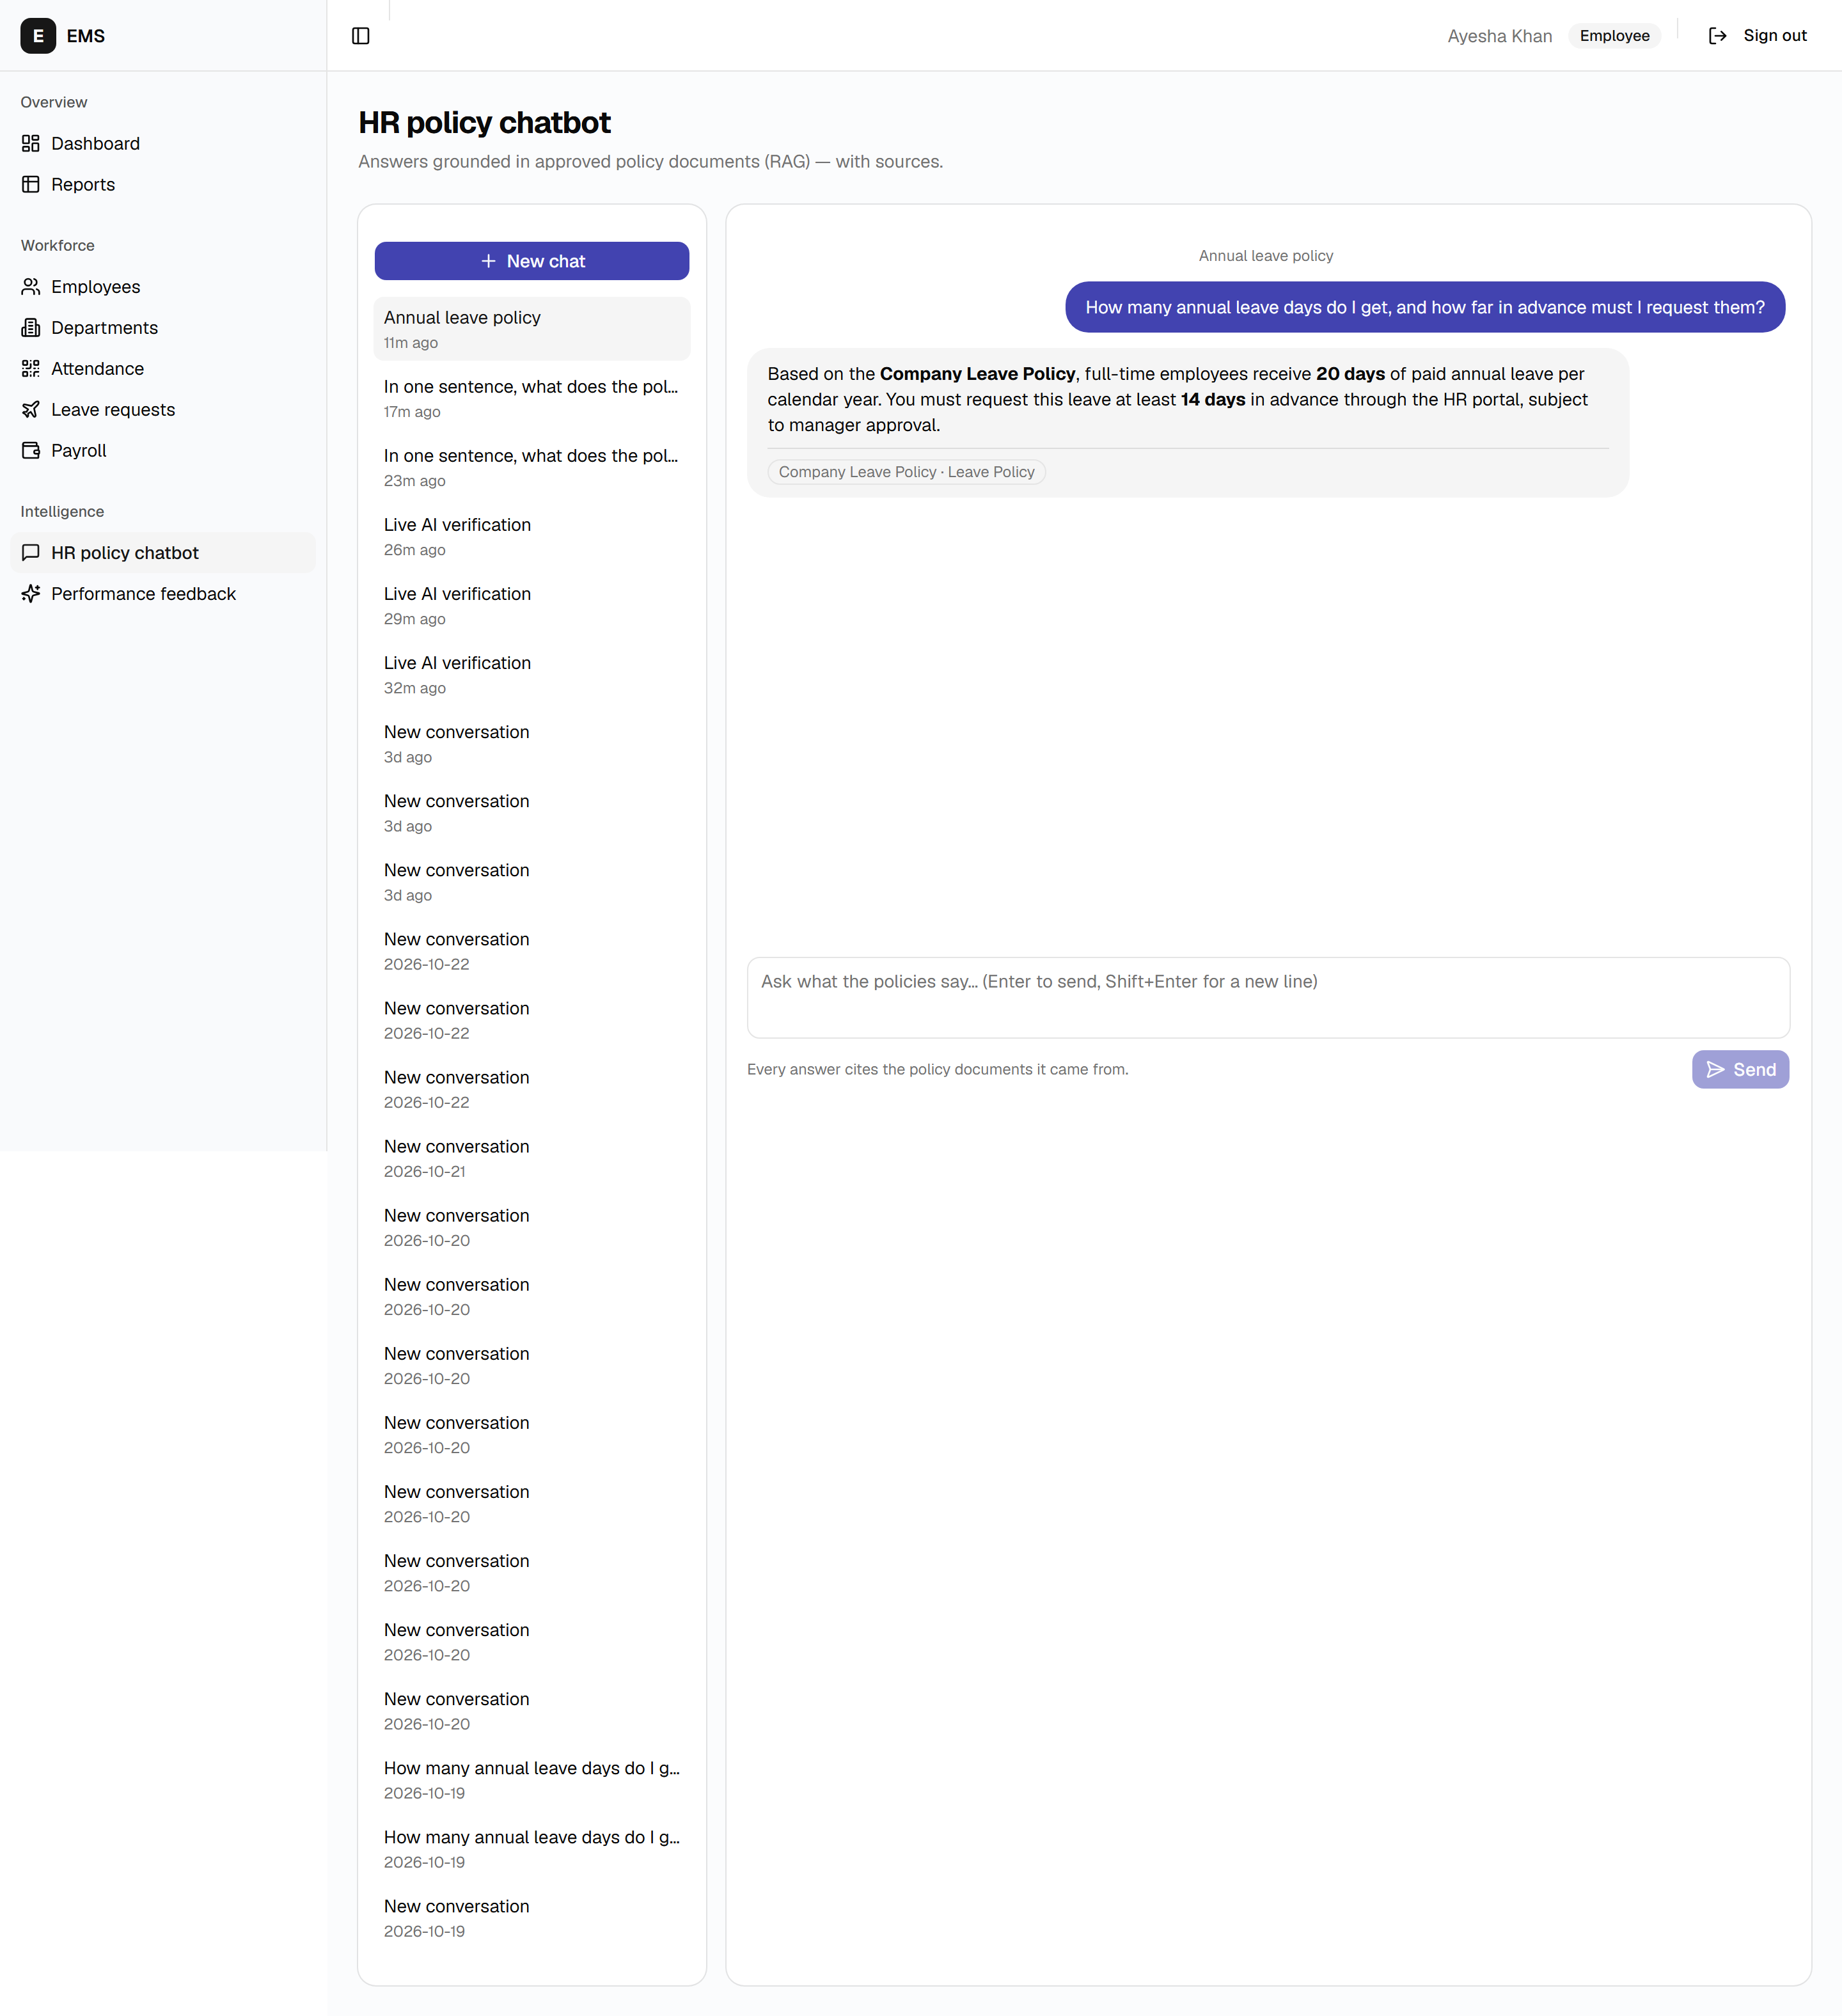 E EMS
Ayesha Khan Employee Sign out
Overview
Dashboard
Reports
Workforce
Employees
Departments
Attendance
Leave requests
Payroll
Intelligence
HR policy chatbot
Performance feedback
HR policy chatbot
Answers grounded in approved policy documents (RAG) — with sources.
New chat
Annual leave policy
11m ago
In one sentence, what does the pol...
17m ago
In one sentence, what does the pol...
23m ago
Live AI verification
26m ago
Live AI verification
29m ago
Live AI verification
32m ago
New conversation
3d ago
New conversation
3d ago
New conversation
3d ago
New conversation
2026-10-22
New conversation
2026-10-22
New conversation
2026-10-22
New conversation
2026-10-21
New conversation
2026-10-20
New conversation
2026-10-20
New conversation
2026-10-20
New conversation
2026-10-20
New conversation
2026-10-20
New conversation
2026-10-20
New conversation
2026-10-20
New conversation
2026-10-20
How many annual leave days do I g...
2026-10-19
How many annual leave days do I g...
2026-10-19
New conversation
2026-10-19
Annual leave policy
How many annual leave days do I get, and how far in advance must I request them?
Based on the Company Leave Policy, full-time employees receive 20 days of paid annual leave per
calendar year. You must request this leave at least 14 days in advance through the HR portal, subject
to manager approval.
Company Leave Policy · Leave Policy
Ask what the policies say... (Enter to send, Shift+Enter for a new line)
Every answer cites the policy documents it came from.
Send